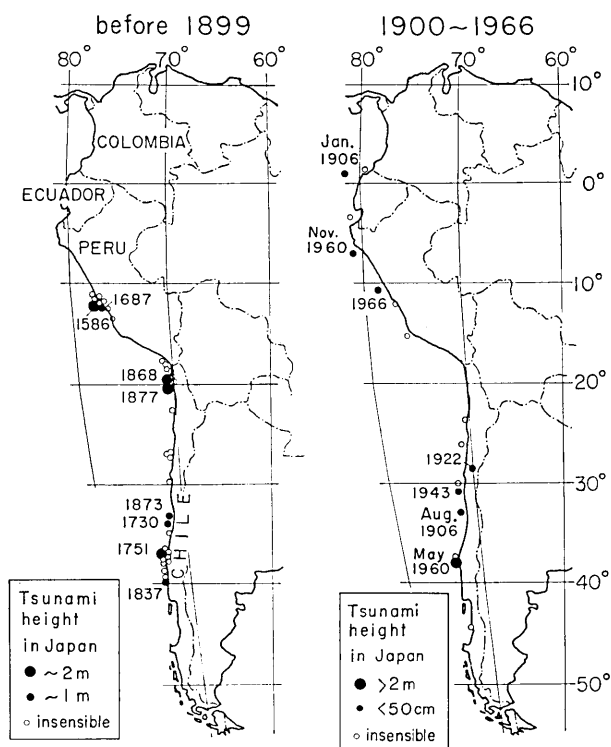 before 1899
80° 70° 60°
COLOMBIA
ECUADOR
PERU
1687
1586
1868
1877
1873
1730
1751
1837
CHILE
Tsunami
height
in Japan
~2m
~1m
insensible
1900~1966
80° 70° 60°
10°
Jan.
1906
0°
Nov.
1960
10°
1966
20°
1922
30°
1943
Aug.
1906
May
1960
40°
50°
Tsunami
height
in Japan
>2m
<50cm
insensible